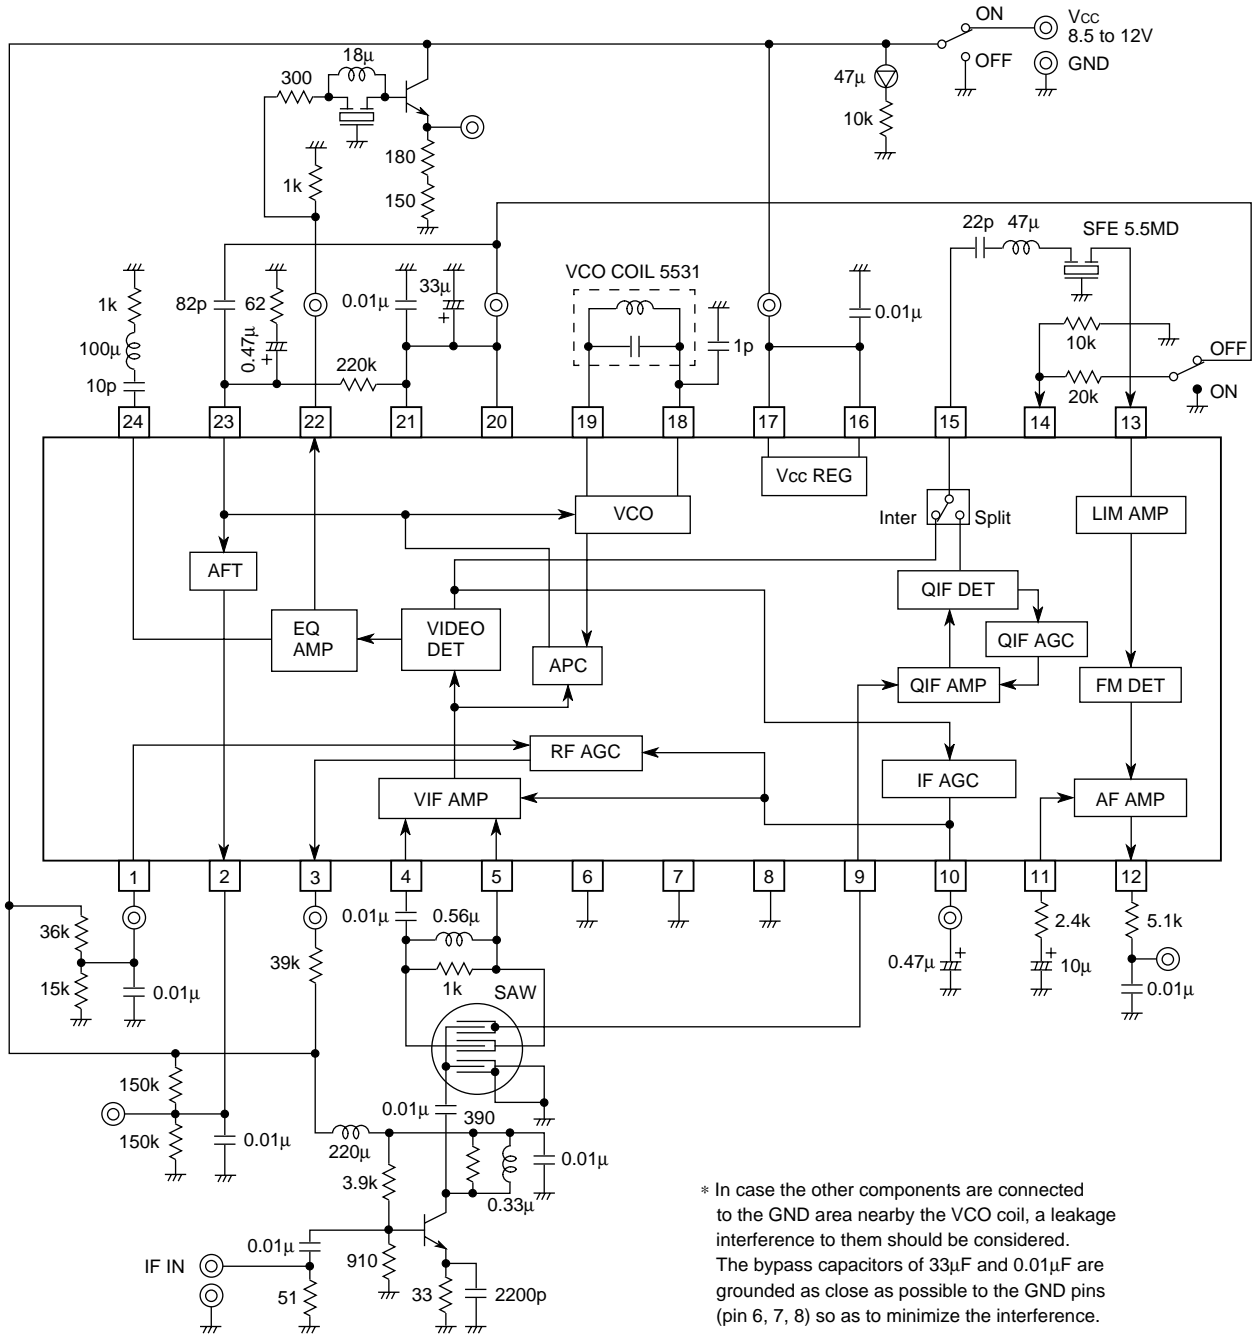 ON
Vcc
8.5 to 12V
OFF
GND
18μ
300
47μ
10k
180
1k
150
22p
47μ
SFE 5.5MD
VCO COIL 5531
1k
82p
62
0.01μ
33μ
0.01μ
0.47μ
+
+
100μ
1p
10k
OFF
10p
220k
20k
ON
24
23
22
21
20
19
18
17
16
15
14
13
Vcc REG
VCO
Inter
Split
LIM AMP
AFT
QIF DET
EQ
AMP
VIDEO
DET
QIF AGC
APC
QIF AMP
FM DET
RF AGC
IF AGC
VIF AMP
AF AMP
1
2
3
4
5
6
7
8
9
10
11
12
0.01μ
0.56μ
36k
2.4k
5.1k
39k
0.47μ
+
+
10μ
15k
0.01μ
1k
SAW
0.01μ
150k
0.01μ
390
150k
0.01μ
220μ
0.01μ
3.9k
0.33μ
0.01μ
910
IF IN
51
33
2200p
* In case the other components are connected
to the GND area nearby the VCO coil, a leakage
interference to them should be considered.
The bypass capacitors of 33μF and 0.01μF are
grounded as close as possible to the GND pins
(pin 6, 7, 8) so as to minimize the interference.